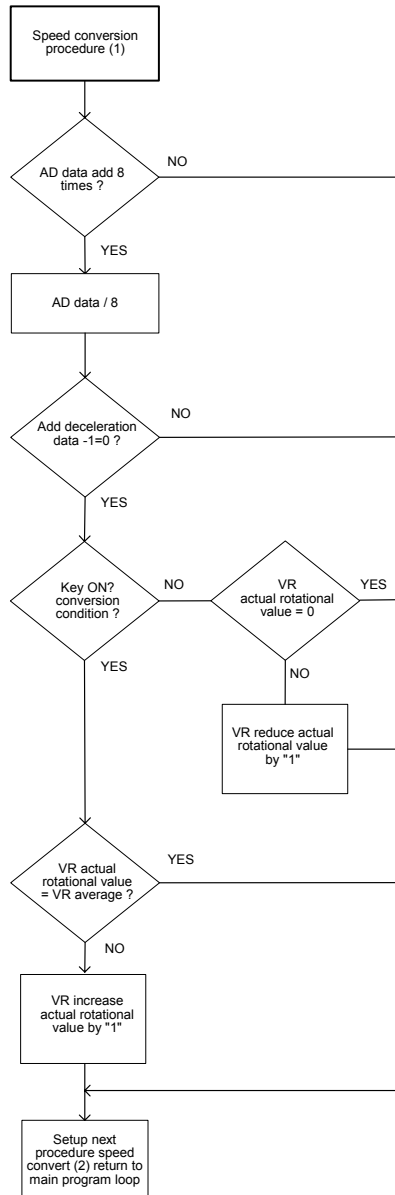 Speed conversion
procedure (1)
AD data add 8
times ?
NO
YES
AD data / 8
Add deceleration
data -1=0 ?
NO
YES
Key ON?
conversion
condition ?
NO
YES
VR
actual rotational
value = 0
YES
NO
VR reduce actual
rotational value
by "1"
VR actual
rotational value
= VR average ?
YES
NO
VR increase
actual rotational
value by "1"
Setup next
procedure speed
convert (2) return to
main program loop